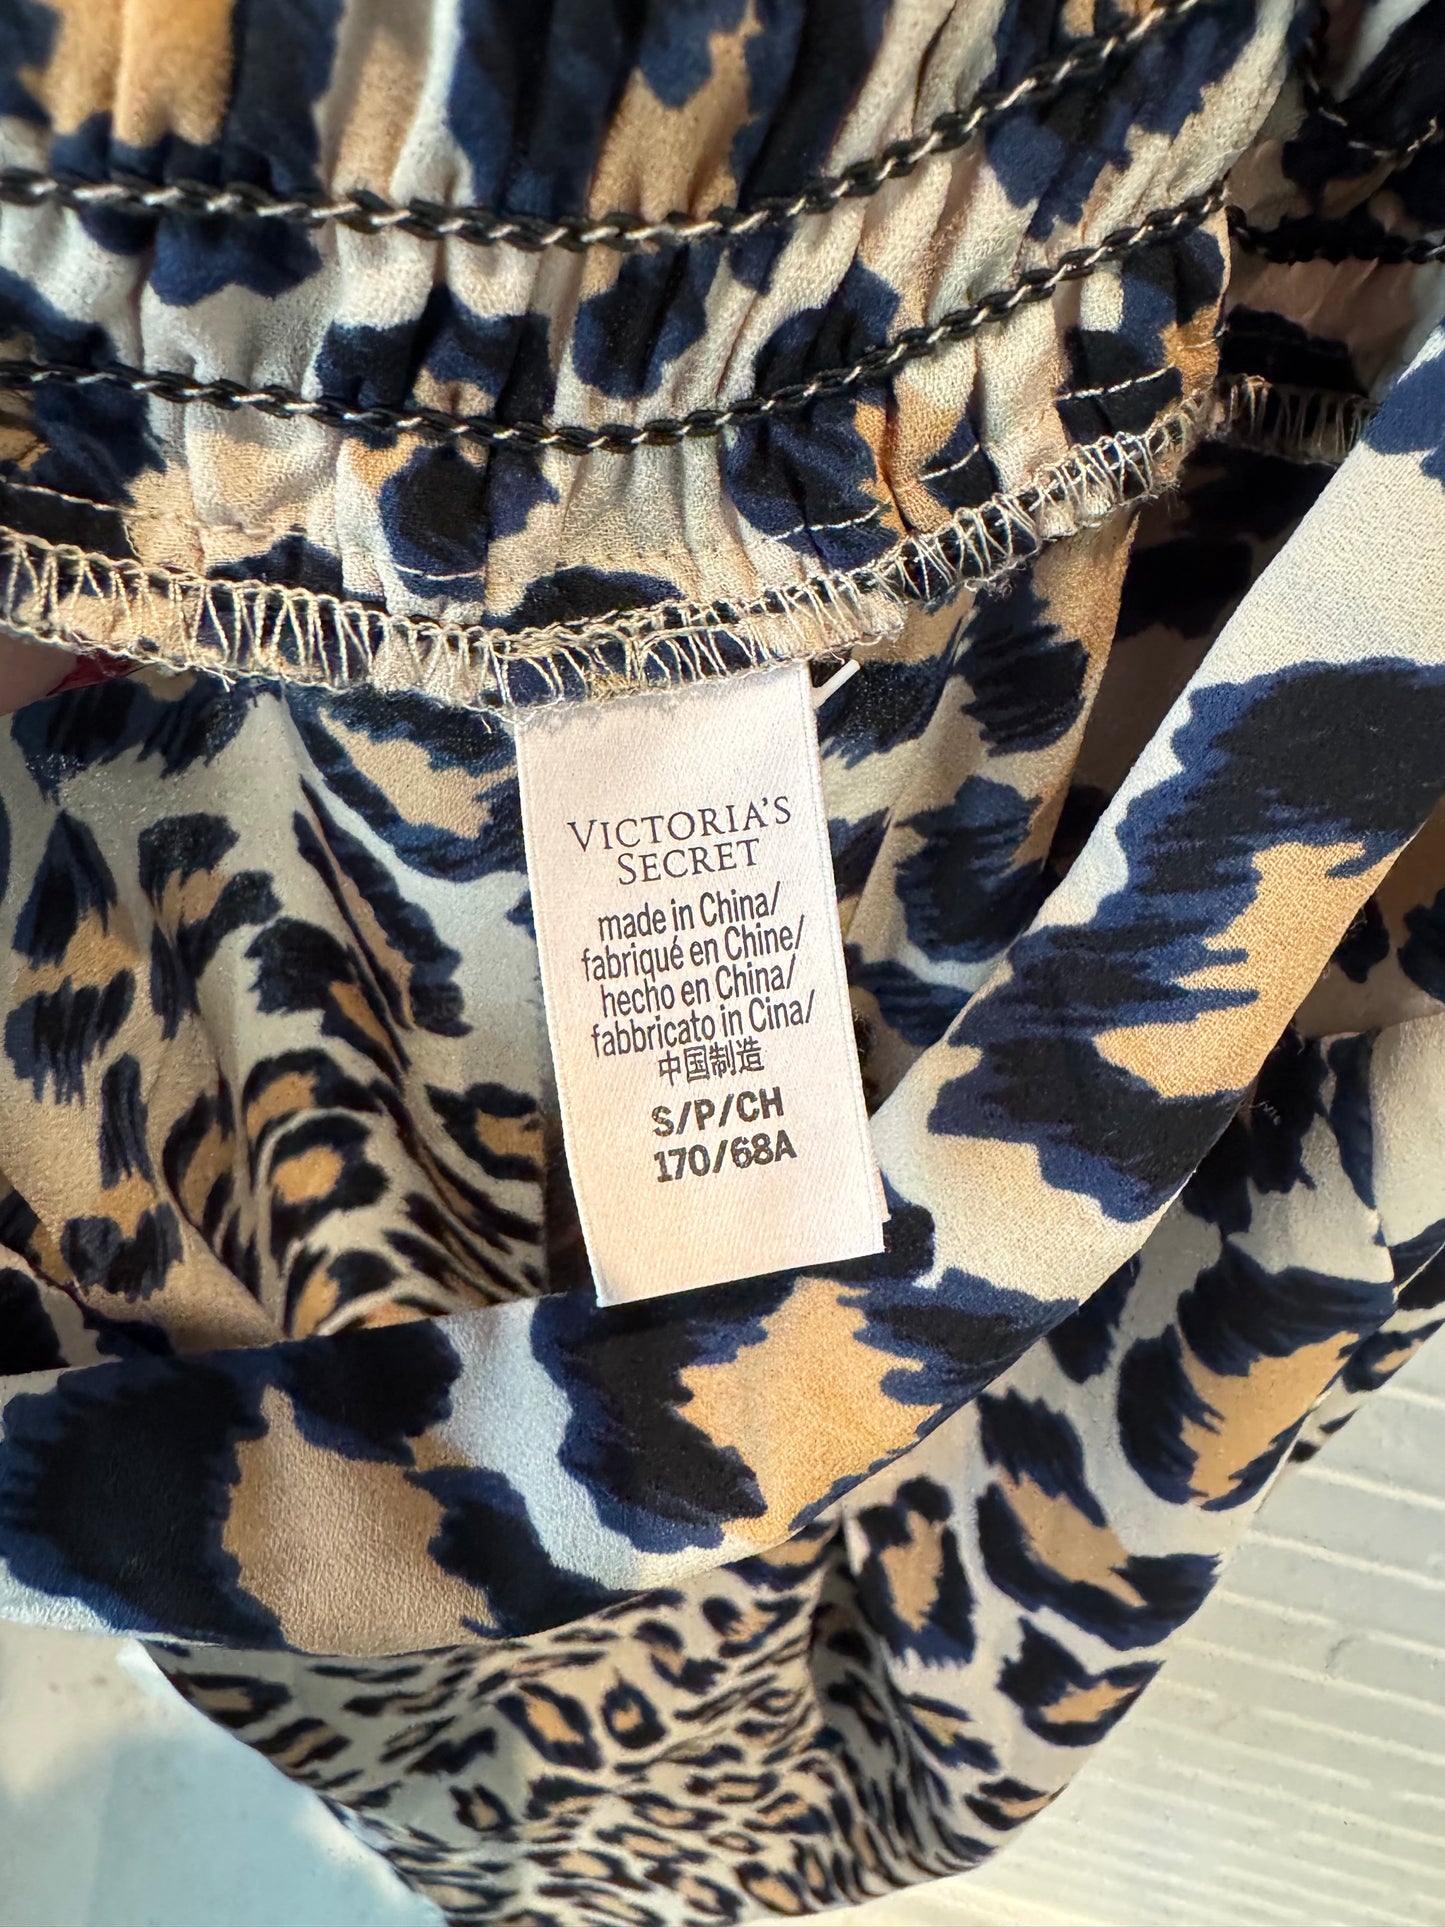 VICTORIA'S
SECRET
made in China/
fabriqué en Chine/
hecho en China/
fabbricato in Cina/
中国制造
S/P/CH
170/68A